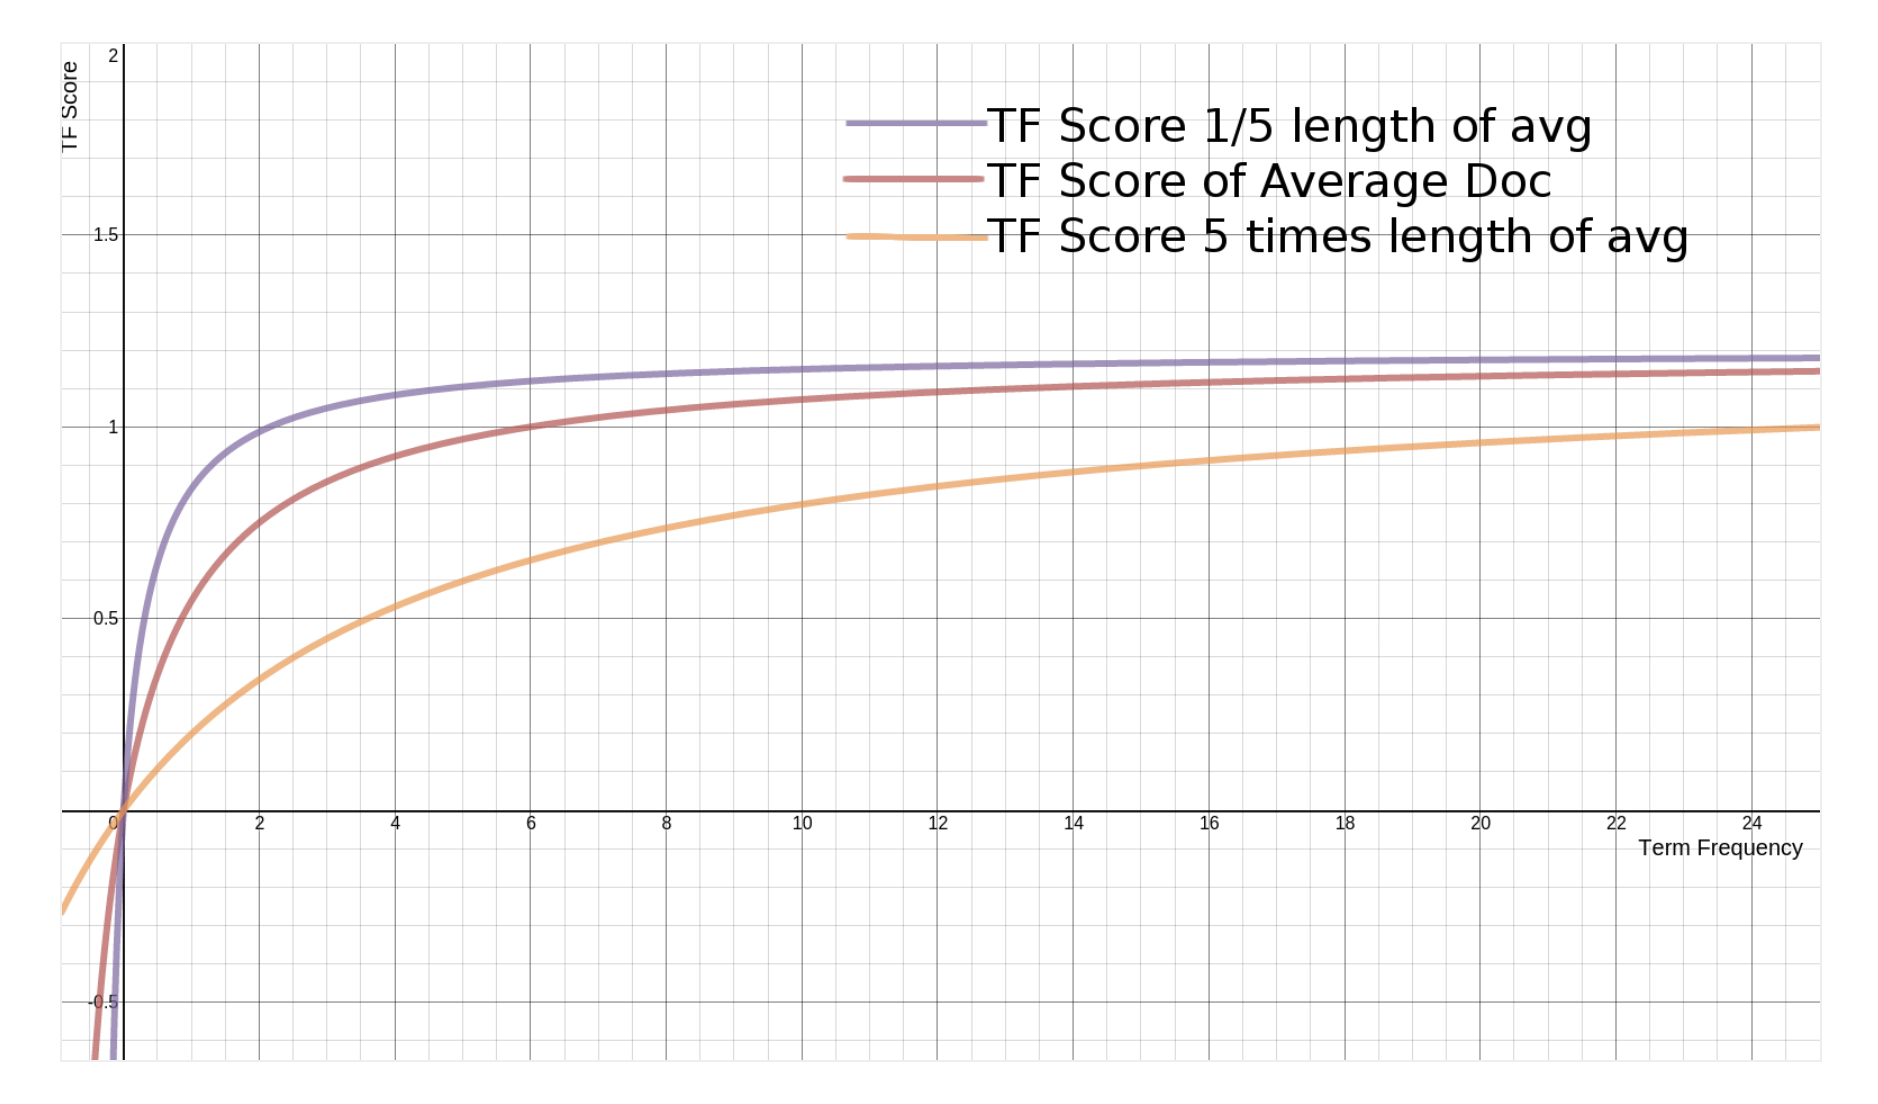 2
TF Score
TF Score 1/5 length of avg
TF Score of Average Doc
1.5
TF Score 5 times length of avg
1
0.5
0 2 4 6 8 10 12 14 16 18 20 22 24
Term Frequency
-0.5